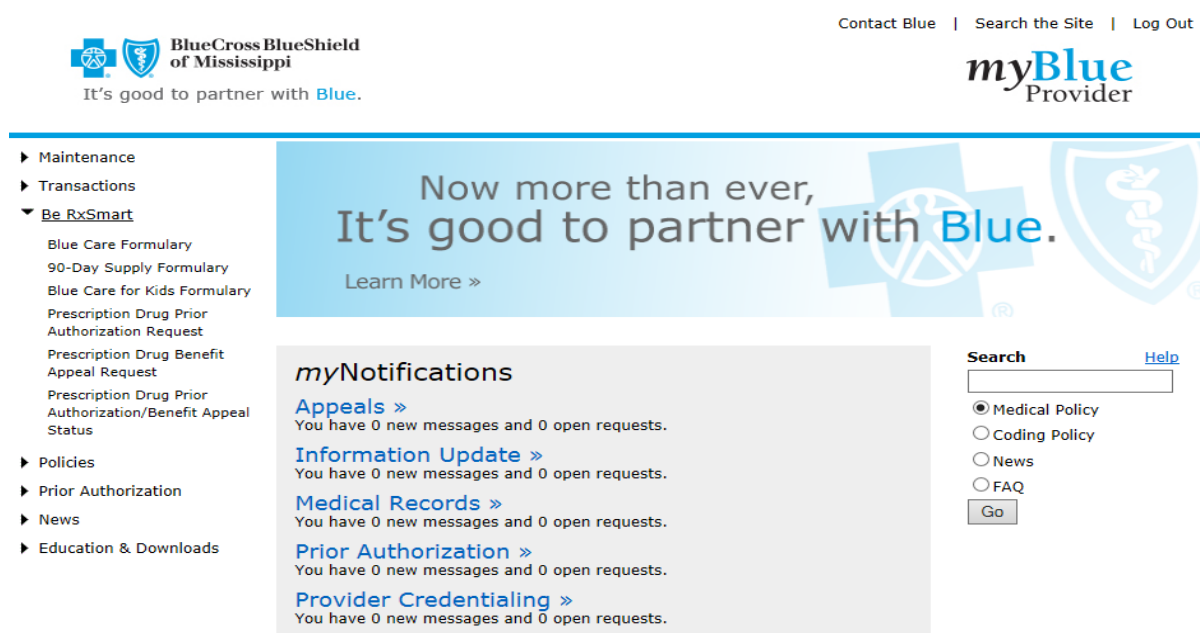 Contact Blue | Search the Site | Log Out
BlueCross BlueShield
of Mississippi
It's good to partner with Blue.
myBlue
Provider
Maintenance
Transactions
Be RxSmart
Blue Care Formulary
90-Day Supply Formulary
Blue Care for Kids Formulary
Prescription Drug Prior
Authorization Request
Prescription Drug Benefit
Appeal Request
Prescription Drug Prior
Authorization/Benefit Appeal
Status
Policies
Prior Authorization
News
Education & Downloads
Now more than ever,
It's good to partner with Blue.
Learn More »
®
®
myNotifications
Appeals »
You have 0 new messages and 0 open requests.
Information Update »
You have 0 new messages and 0 open requests.
Medical Records »
You have 0 new messages and 0 open requests.
Prior Authorization »
You have 0 new messages and 0 open requests.
Provider Credentialing »
You have 0 new messages and 0 open requests.
Search Help
Medical Policy
Coding Policy
News
FAQ
Go